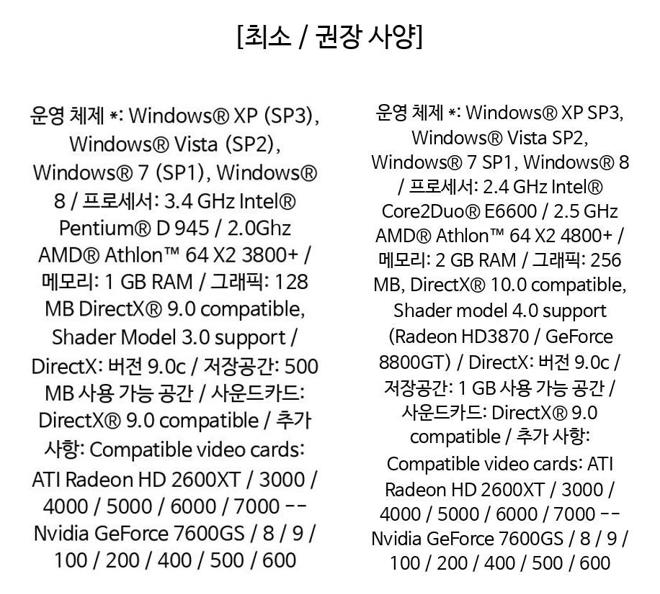 [최소 / 권장 사양]
운영 체제 *: Windows® XP (SP3),
Windows® Vista (SP2),
Windows® 7 (SP1), Windows®
8 / 프로세서: 3.4 GHz Intel®
Pentium® D 945 / 2.0Ghz
AMD® Athlon™ 64 X2 3800+ /
메모리: 1 GB RAM / 그래픽: 128
MB DirectX® 9.0 compatible,
Shader Model 3.0 support /
DirectX: 버전 9.0c / 저장공간: 500
MB 사용 가능 공간 / 사운드카드:
DirectX® 9.0 compatible / 추가
사항: Compatible video cards:
ATI Radeon HD 2600XT / 3000 /
4000 / 5000 / 6000 / 7000 --
Nvidia GeForce 7600GS / 8 / 9 /
100 / 200 / 400 / 500 / 600
운영 체제 *: Windows® XP SP3,
Windows® Vista SP2,
Windows® 7 SP1, Windows® 8
/ 프로세서: 2.4 GHz Intel®
Core2Duo® E6600 / 2.5 GHz
AMD® Athlon™ 64 X2 4800+ /
메모리: 2 GB RAM / 그래픽: 256
MB, DirectX® 10.0 compatible,
Shader model 4.0 support
(Radeon HD3870 / GeForce
8800GT) / DirectX: 버전 9.0c /
저장공간: 1 GB 사용 가능 공간 /
사운드카드: DirectX® 9.0
compatible / 추가 사항:
Compatible video cards: ATI
Radeon HD 2600XT / 3000 /
4000 / 5000 / 6000 / 7000 --
Nvidia GeForce 7600GS / 8 / 9 /
100 / 200 / 400 / 500 / 600